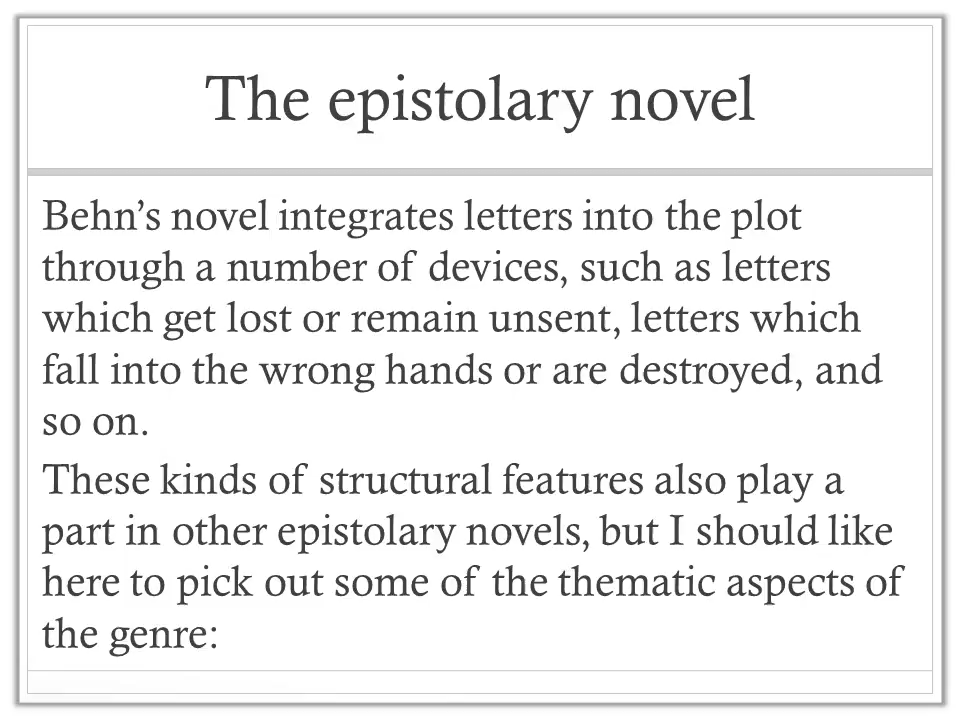 The epistolary novel
Behn’s novel integrates letters into the plot
through a number of devices, such as letters
which get lost or remain unsent, letters which
fall into the wrong hands or are destroyed, and
so on.
These kinds of structural features also play a
part in other epistolary novels, but I should like
here to pick out some of the thematic aspects of
the genre: